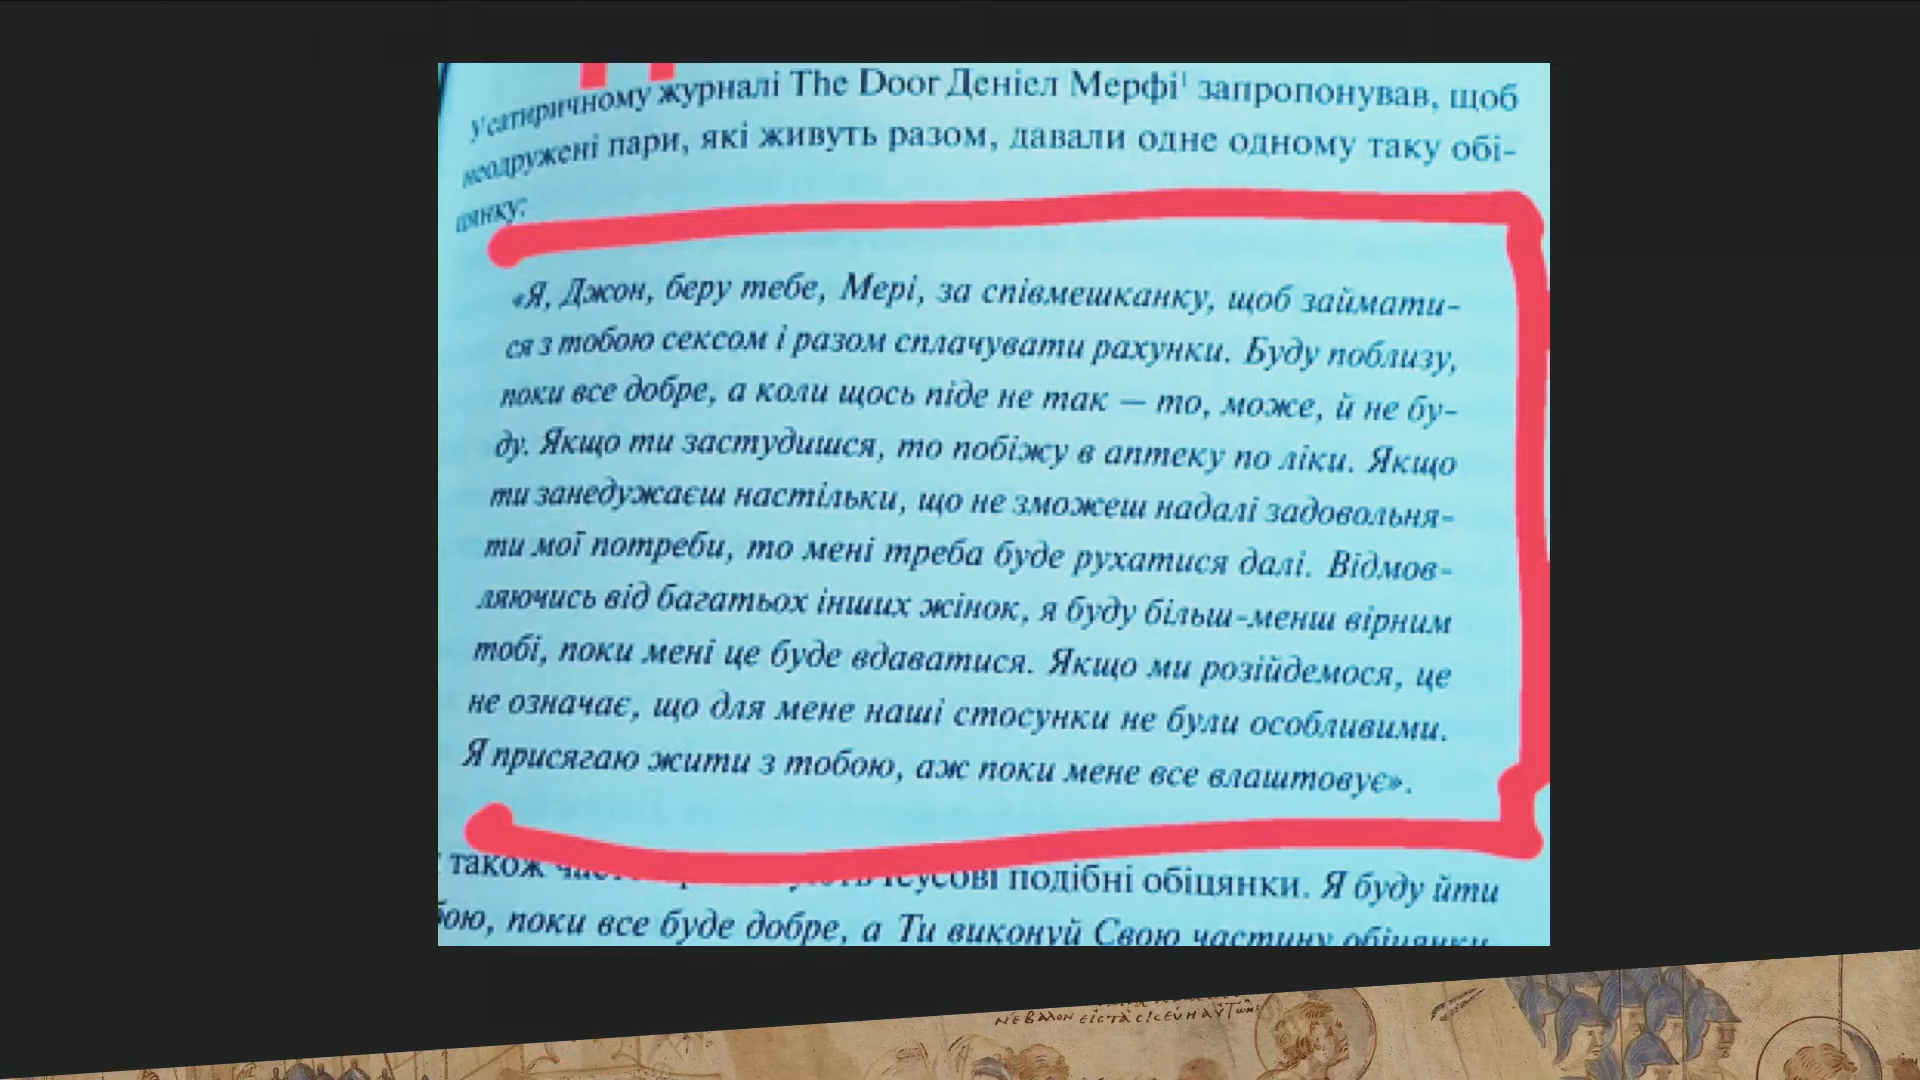 У сатиричному журналі The Door Деніел Мерфі¹ запропонував, щоб
неодружені пари, які живуть разом, давали одне одному таку обі-
цянку:
«Я, Джон, беру тебе, Мері, за співмешканку, щоб займати-
ся з тобою сексом і разом сплачувати рахунки. Буду поблизу,
поки все добре, а коли щось піде не так — то, може, й не бу-
ду. Якщо ти застудишся, то побіжу в аптеку по ліки. Якщо
ти занедужаєш настільки, що не зможеш надалі задовольня-
ти мої потреби, то мені треба буде рухатися далі. Відмов-
ляючись від багатьох інших жінок, я буду більш-менш вірним
тобі, поки мені це буде вдаватися. Якщо ми розійдемося, це
не означає, що для мене наші стосунки не були особливими.
Я присягаю жити з тобою, аж поки мене все влаштовує».
також Ісусові подібні обіцянки. Я буду йти
бою, поки все буде добре, а Ти виконуй Свою частину обіцянки